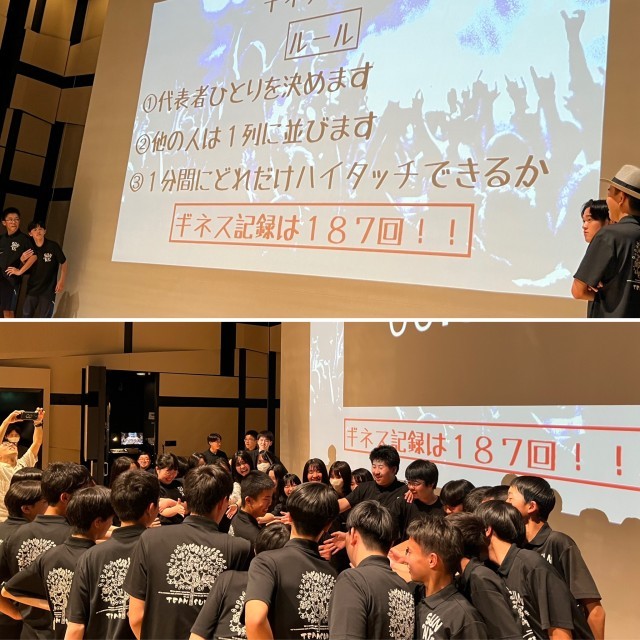 ルール
①代表者ひとりを決めます
②他の人は1列に並びます
③1分間にどれだけハイタッチできるか
ギネス記録は187回!!
ギネス記録は187回!!